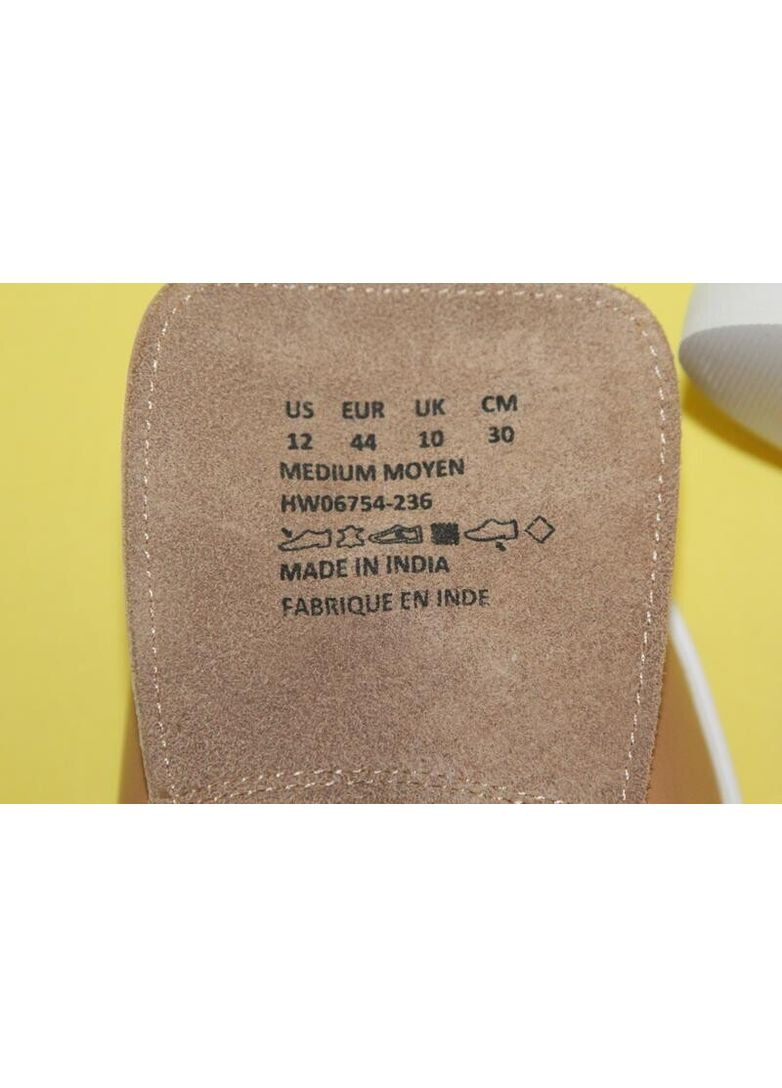 US EUR UK CM
12 44 10 30
MEDIUM MOYEN
HW06754-236
MADE IN INDIA
FABRIQUE EN INDE